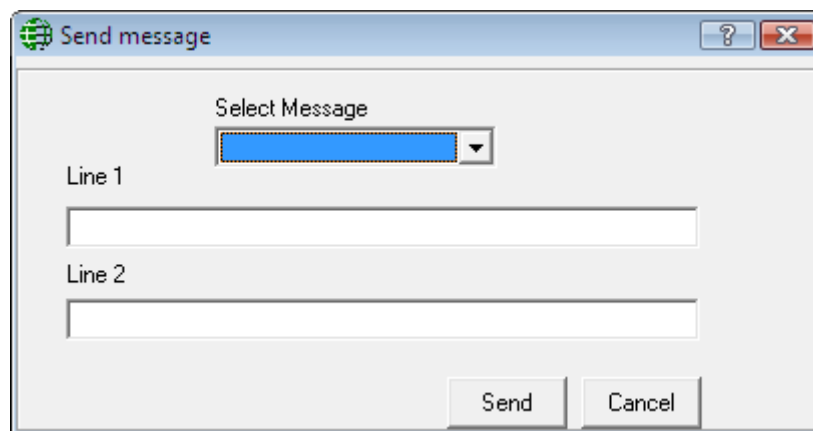 Send message
Select Message
Line 1
Line 2
Send Cancel